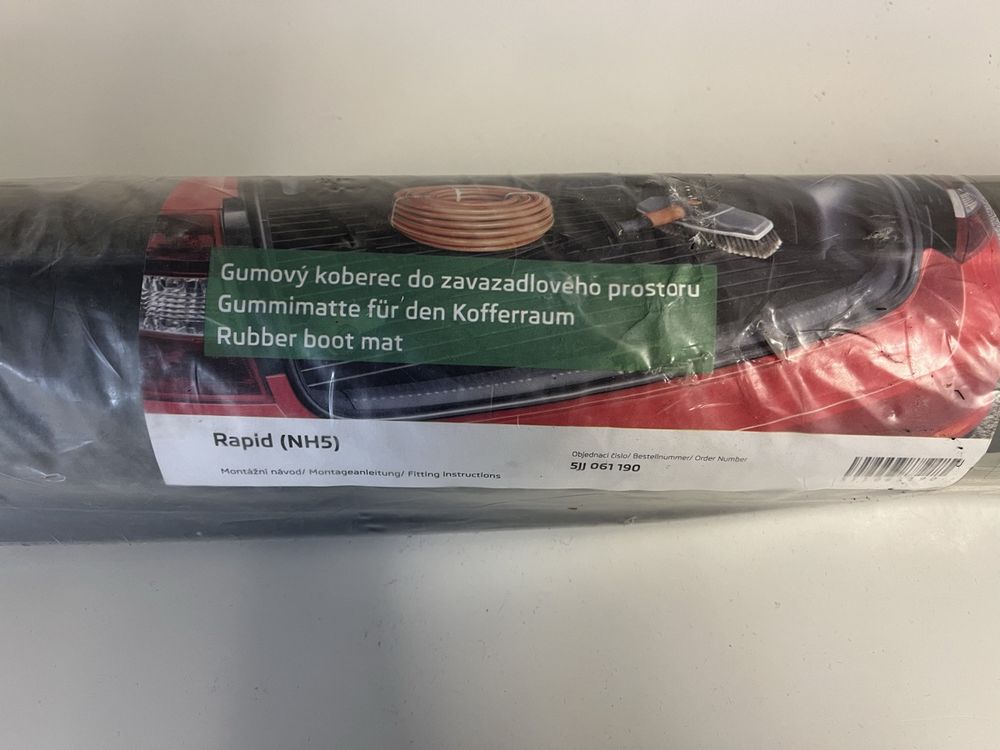 Gumový koberec do zavazadlového prostoru
Gummimatte für den Kofferraum
Rubber boot mat
Rapid (NH5)
Montážní návod/ Montageanleitung/ Fitting instructions
Objednací číslo/ Bestellnummer/ Order Number
5JJ 061 190